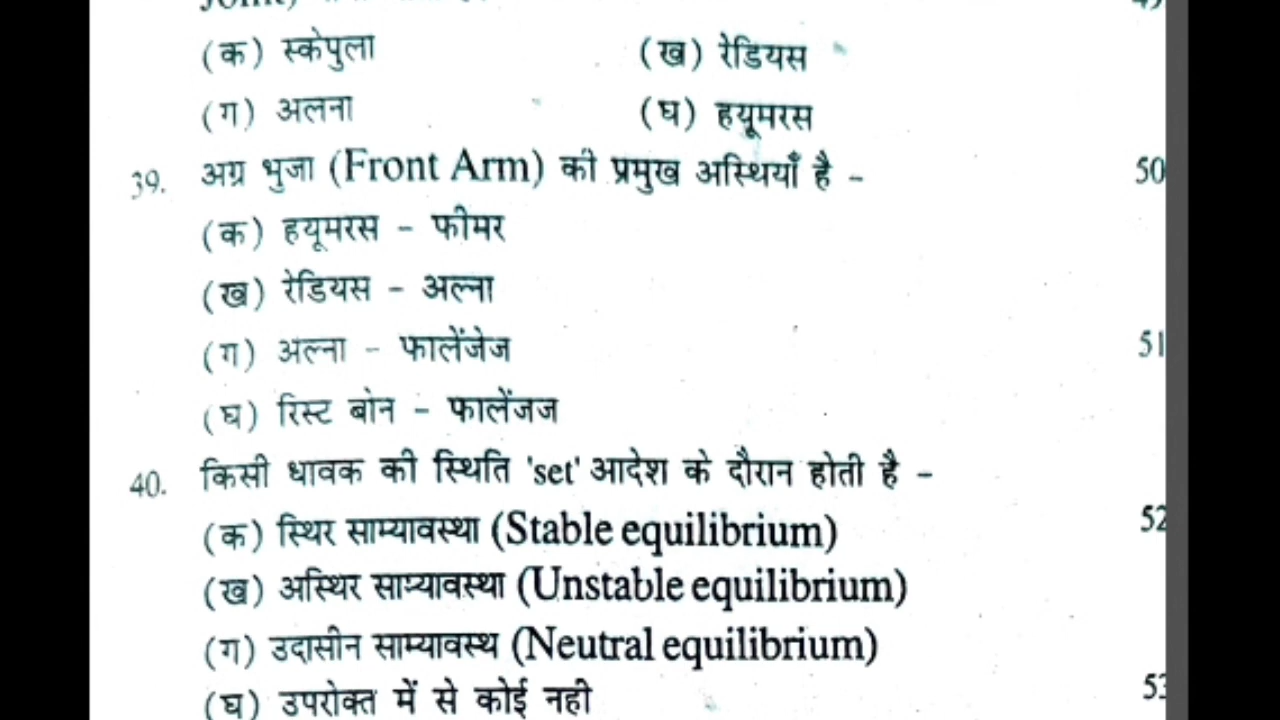 (क) स्केपुला (ख) रेडियस
(ग) अलना (घ) हयूमरस
39. अग्र भुजा (Front Arm) की प्रमुख अस्थियाँ है - 50
(क) हयूमरस - फीमर
(ख) रेडियस - अल्ना
(ग) अल्ना - फालेंजेज 51
(घ) रिस्ट बोन - फालेंजज
40. किसी धावक की स्थिति 'set' आदेश के दौरान होती है -
(क) स्थिर साम्यावस्था (Stable equilibrium) 52
(ख) अस्थिर साम्यावस्था (Unstable equilibrium)
(ग) उदासीन साम्यावस्थ (Neutral equilibrium)
(घ) उपरोक्त में से कोई नही 53